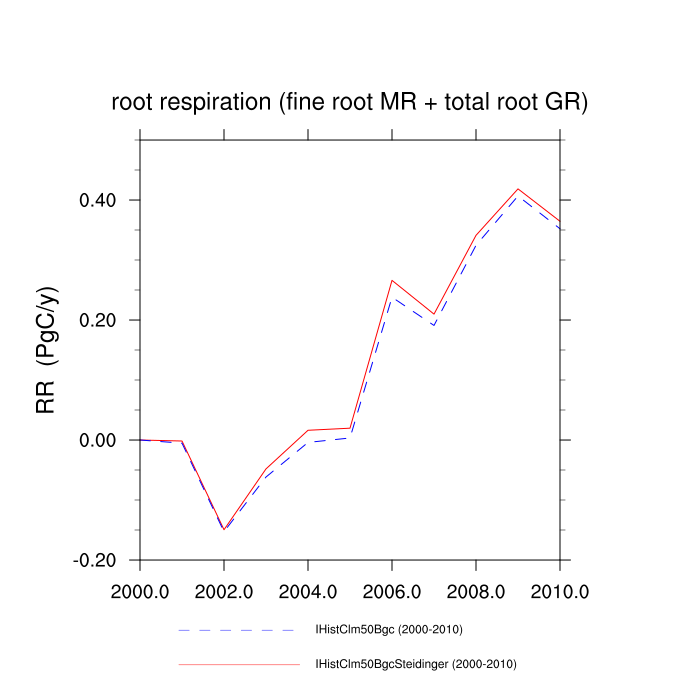 root respiration (fine root MR + total root GR)
0.40
0.20
0.00
-0.20
RR (PgC/y)
2000.0 2002.0 2004.0 2006.0 2008.0 2010.0
IHistClm50Bgc (2000-2010)
IHistClm50BgcSteidinger (2000-2010)